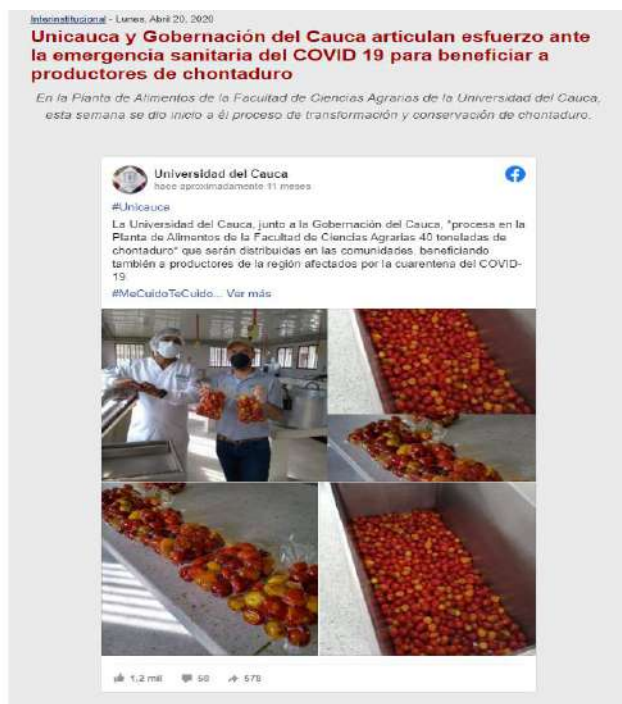 Interinstitucional - Lunes, Abril 20, 2020
Unicauca y Gobernación del Cauca articulan esfuerzo ante
la emergencia sanitaria del COVID 19 para beneficiar a
productores de chontaduro
En la Planta de Alimentos de la Facultad de Ciencias Agrarias de la Universidad del Cauca,
esta semana se dio inicio a él proceso de transformación y conservación de chontaduro.
Universidad del Cauca
hace aproximadamente 11 meses
#Unicauca
La Universidad del Cauca, junto a la Gobernación del Cauca, *procesa en la
Planta de Alimentos de la Facultad de Ciencias Agrarias 40 toneladas de
chontaduro* que serán distribuidas en las comunidades, beneficiando
también a productores de la región afectados por la cuarentena del COVID-
19.
#MeCuidoTeCuido... Ver más
1,2 mil 50 578